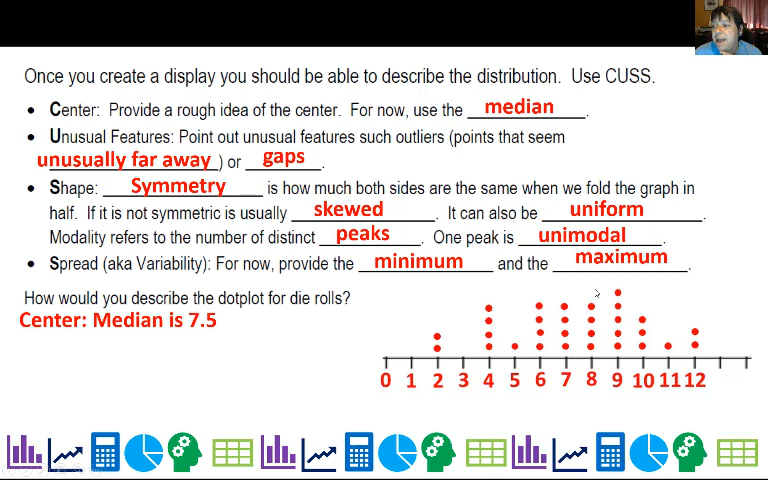 Once you create a display you should be able to describe the distribution. Use CUSS.
• Center: Provide a rough idea of the center. For now, use the median.
• Unusual Features: Point out unusual features such outliers (points that seem
unusually far away) or gaps.
• Shape: Symmetry is how much both sides are the same when we fold the graph in
half. If it is not symmetric is usually skewed. It can also be uniform.
Modality refers to the number of distinct peaks. One peak is unimodal.
• Spread (aka Variability): For now, provide the minimum and the maximum.
How would you describe the dotplot for die rolls?
Center: Median is 7.5
0 1 2 3 4 5 6 7 8 9 10 11 12